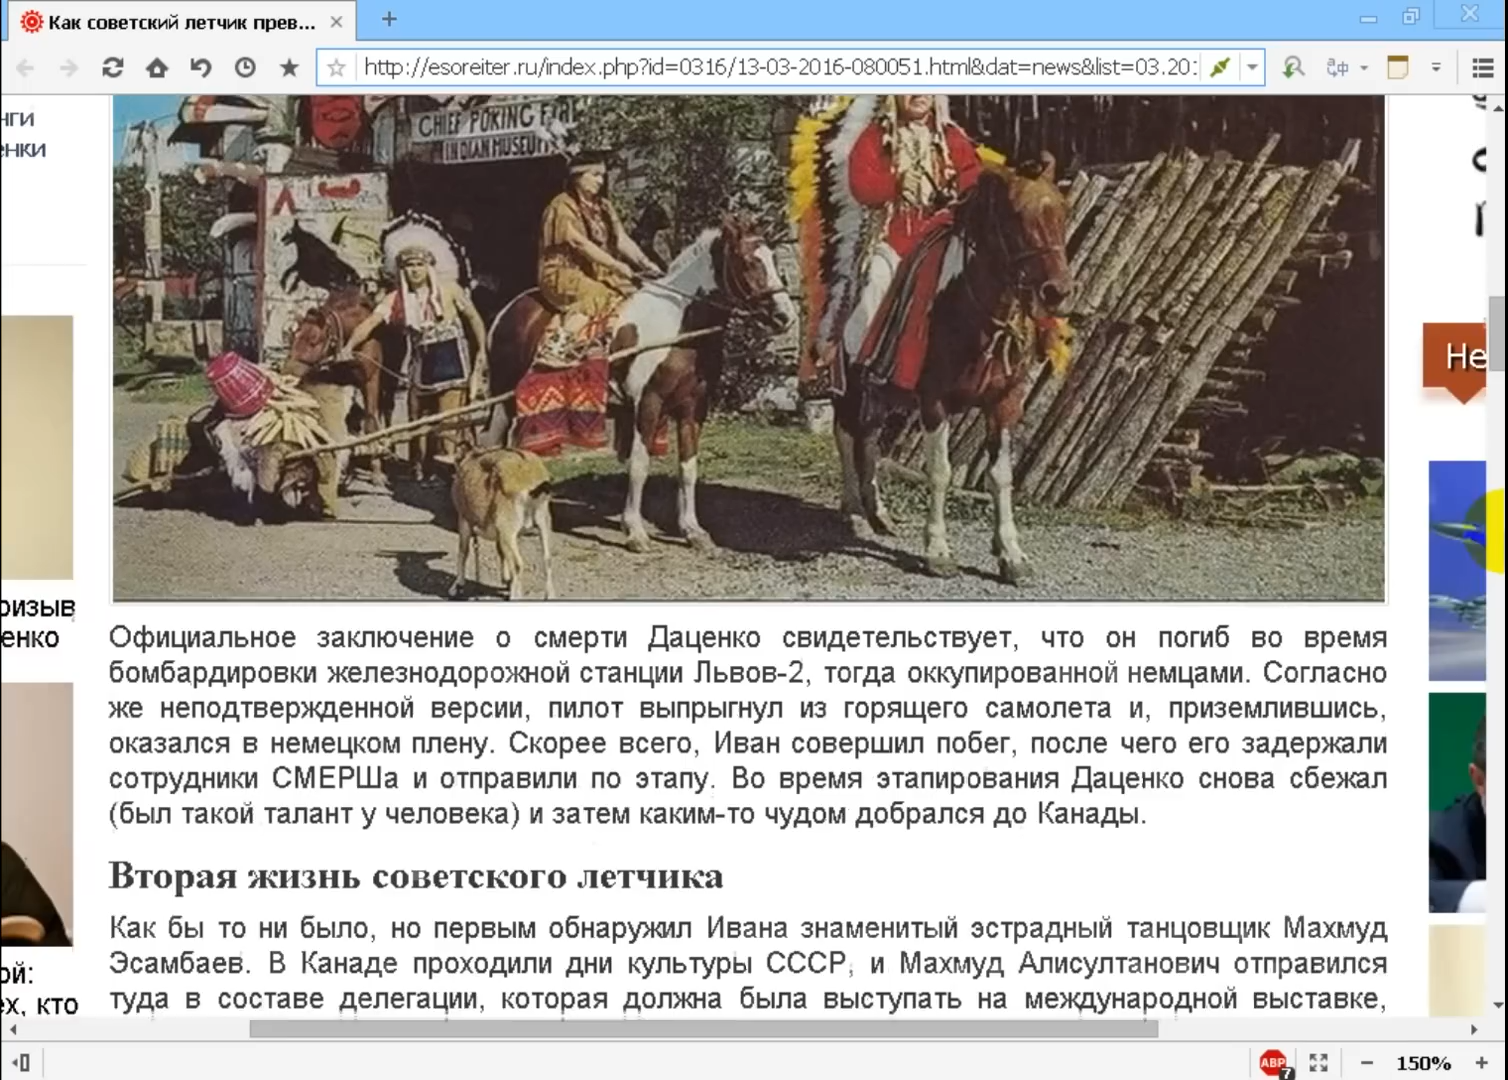 Как советский летчик прев...
http://esoreiter.ru/index.php?id=0316/13-03-2016-080051.html&dat=news&list=03.20
нги
енки
CHIEF POKING FIRE
INDIAN MUSEUM
Не
Официальное заключение о смерти Даценко свидетельствует, что он погиб во время
бомбардировки железнодорожной станции Львов-2, тогда оккупированной немцами. Согласно
же неподтвержденной версии, пилот выпрыгнул из горящего самолета и, приземлившись,
оказался в немецком плену. Скорее всего, Иван совершил побег, после чего его задержали
сотрудники СМЕРШа и отправили по этапу. Во время этапирования Даценко снова сбежал
(был такой талант у человека) и затем каким-то чудом добрался до Канады.
ризыв
енко
Вторая жизнь советского летчика
Как бы то ни было, но первым обнаружил Ивана знаменитый эстрадный танцовщик Махмуд
Эсамбаев. В Канаде проходили дни культуры СССР, и Махмуд Алисултанович отправился
туда в составе делегации, которая должна была выступать на международной выставке,
ой:
ех, кто
ABP
7
150%